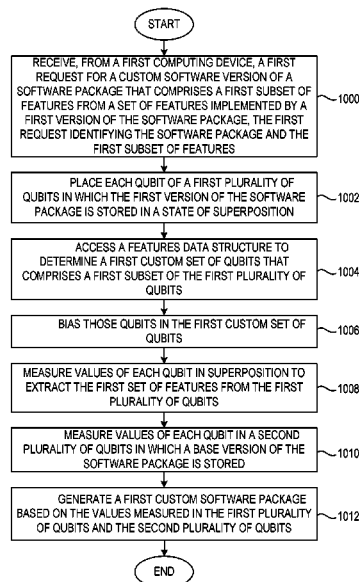 START
RECEIVE, FROM A FIRST COMPUTING DEVICE, A FIRST
REQUEST FOR A CUSTOM SOFTWARE VERSION OF A
SOFTWARE PACKAGE THAT COMPRISES A FIRST SUBSET OF
FEATURES FROM A SET OF FEATURES IMPLEMENTED BY A
FIRST VERSION OF THE SOFTWARE PACKAGE, THE FIRST
REQUEST IDENTIFYING THE SOFTWARE PACKAGE AND THE
FIRST SUBSET OF FEATURES
1000
PLACE EACH QUBIT OF A FIRST PLURALITY OF
QUBITS IN WHICH THE FIRST VERSION OF THE SOFTWARE
PACKAGE IS STORED IN A STATE OF SUPERPOSITION
1002
ACCESS A FEATURES DATA STRUCTURE TO
DETERMINE A FIRST CUSTOM SET OF QUBITS THAT
COMPRISES A FIRST SUBSET OF THE FIRST PLURALITY OF
QUBITS
1004
BIAS THOSE QUBITS IN THE FIRST CUSTOM SET OF
QUBITS
1006
MEASURE VALUES OF EACH QUBIT IN SUPERPOSITION TO
EXTRACT THE FIRST SET OF FEATURES FROM THE FIRST
PLURALITY OF QUBITS
1008
MEASURE VALUES OF EACH QUBIT IN A SECOND
PLURALITY OF QUBITS IN WHICH A BASE VERSION OF THE
SOFTWARE PACKAGE IS STORED
1010
GENERATE A FIRST CUSTOM SOFTWARE PACKAGE
BASED ON THE VALUES MEASURED IN THE FIRST PLURALITY
OF QUBITS AND THE SECOND PLURALITY OF QUBITS
1012
END